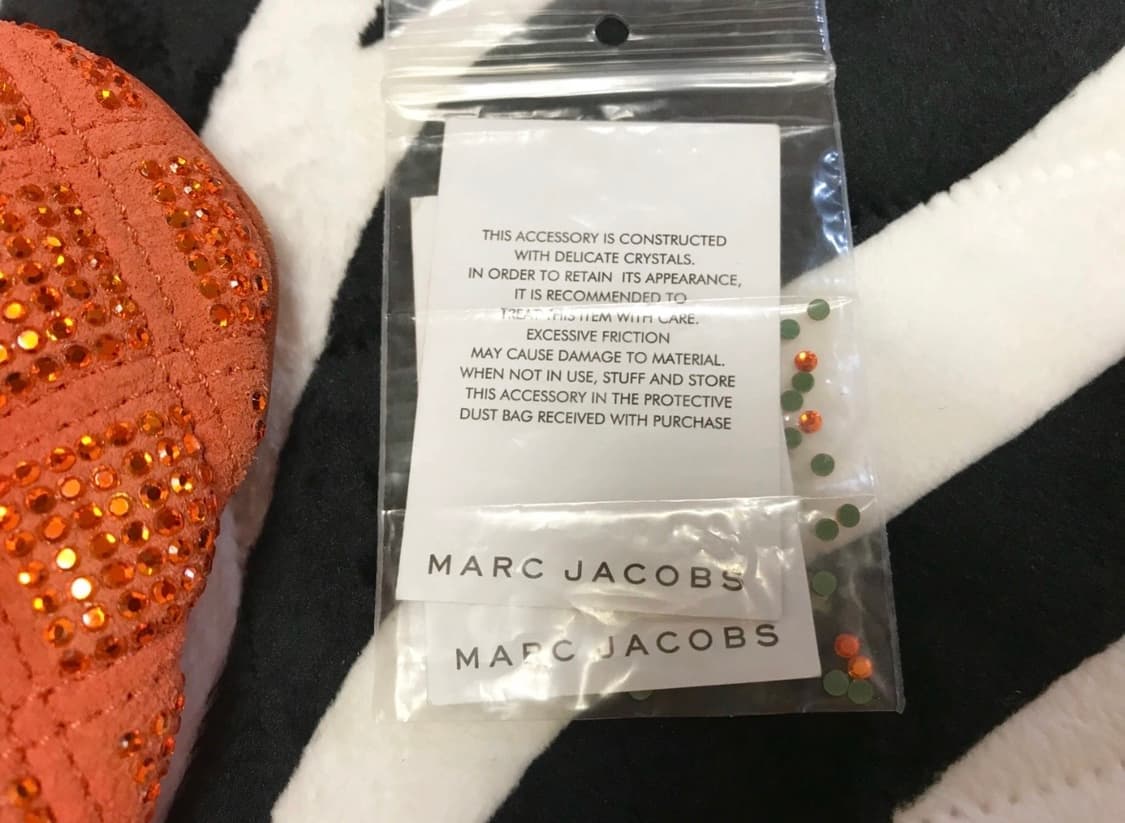 THIS ACCESSORY IS CONSTRUCTED
WITH DELICATE CRYSTALS.
IN ORDER TO RETAIN ITS APPEARANCE,
IT IS RECOMMENDED TO
TREAT THIS ITEM WITH CARE.
EXCESSIVE FRICTION
MAY CAUSE DAMAGE TO MATERIAL.
WHEN NOT IN USE, STUFF AND STORE
THIS ACCESSORY IN THE PROTECTIVE
DUST BAG RECEIVED WITH PURCHASE
MARC JACOBS
MARC JACOBS